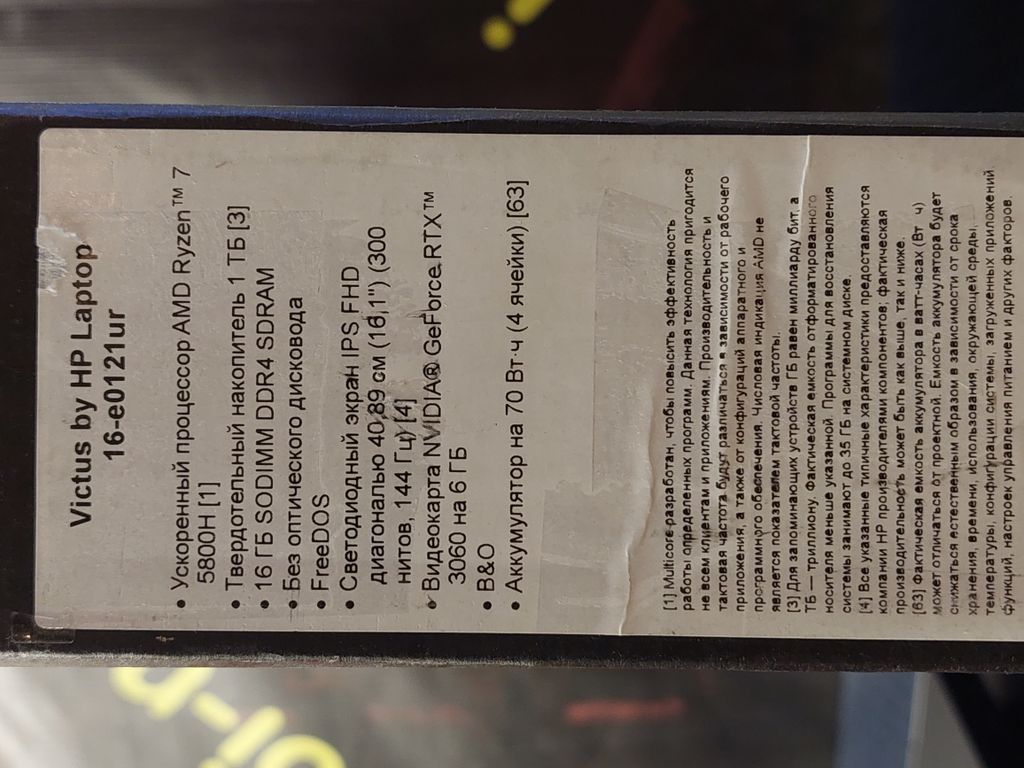 Victus by HP Laptop
16-e0121ur
• Ускоренный процессор AMD Ryzen™ 7
5800H [1]
• Твердотельный накопитель 1 ТБ [3]
• 16 ГБ SODIMM DDR4 SDRAM
• Без оптического дисковода
• FreeDOS
• Светодиодный экран IPS FHD
диагональю 40,89 см (16,1") (300
нитов, 144 Гц) [4]
• Видеокарта NVIDIA® GeForce RTX™
3060 на 6 ГБ
• B&O
• Аккумулятор на 70 Вт·ч (4 ячейки) [63]
[1] Multicore разработан, чтобы повысить эффективность
работы определенных программ. Данная технология пригодится
не всем клиентам и приложениям. Производительность и
тактовая частота будут различаться в зависимости от рабочего
приложения, а также от конфигураций аппаратного и
программного обеспечения. Числовая индикация AMD не
является показателем тактовой частоты.
[3] Для запоминающих устройств ГБ равен миллиарду бит, а
ТБ — триллиону. Фактическая емкость отформатированного
носителя меньше указанной. Программы для восстановления
системы занимают до 35 ГБ на системном диске.
[4] Все указанные типичные характеристики предоставляются
компании HP производителями компонентов; фактическая
производительность может быть как выше, так и ниже.
[63] Фактическая емкость аккумулятора в ватт-часах (Вт ч)
может отличаться от проектной. Емкость аккумулятора будет
снижаться естественным образом в зависимости от срока
хранения, времени, использования, окружающей среды,
температуры, конфигурации системы, загруженных приложений
функций, настроек управления питанием и других факторов.